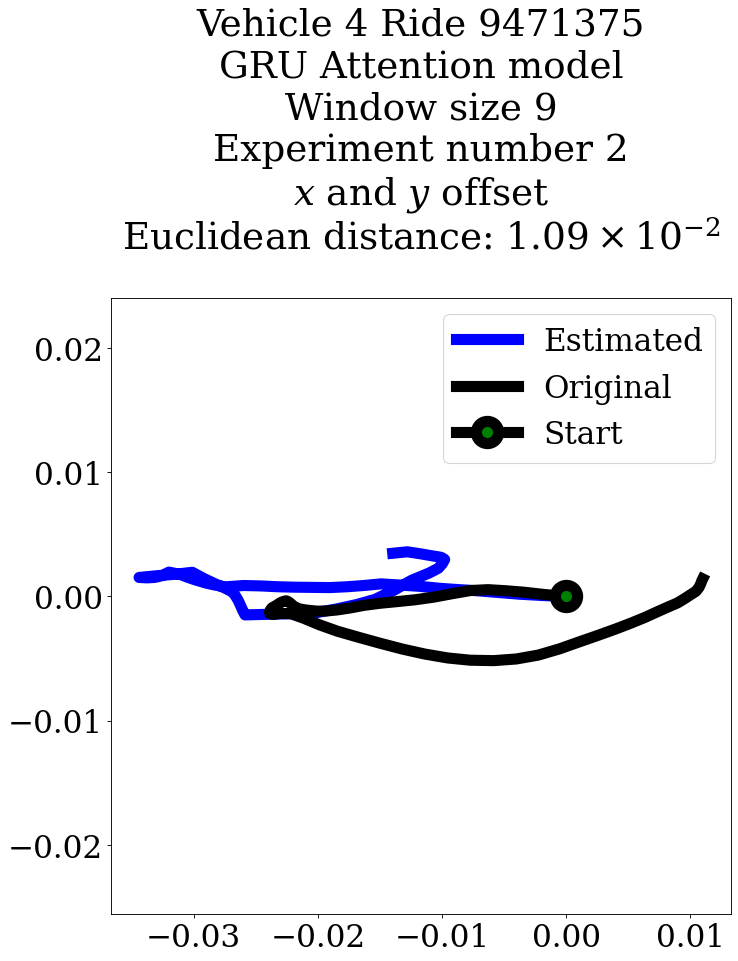 Vehicle 4 Ride 9471375
GRU Attention model
Window size 9
Experiment number 2
x and y offset
Euclidean distance: 1.09 × 10⁻²
Estimated
Original
Start
0.02
0.01
0.00
−0.01
−0.02
−0.03 −0.02 −0.01 0.00 0.01